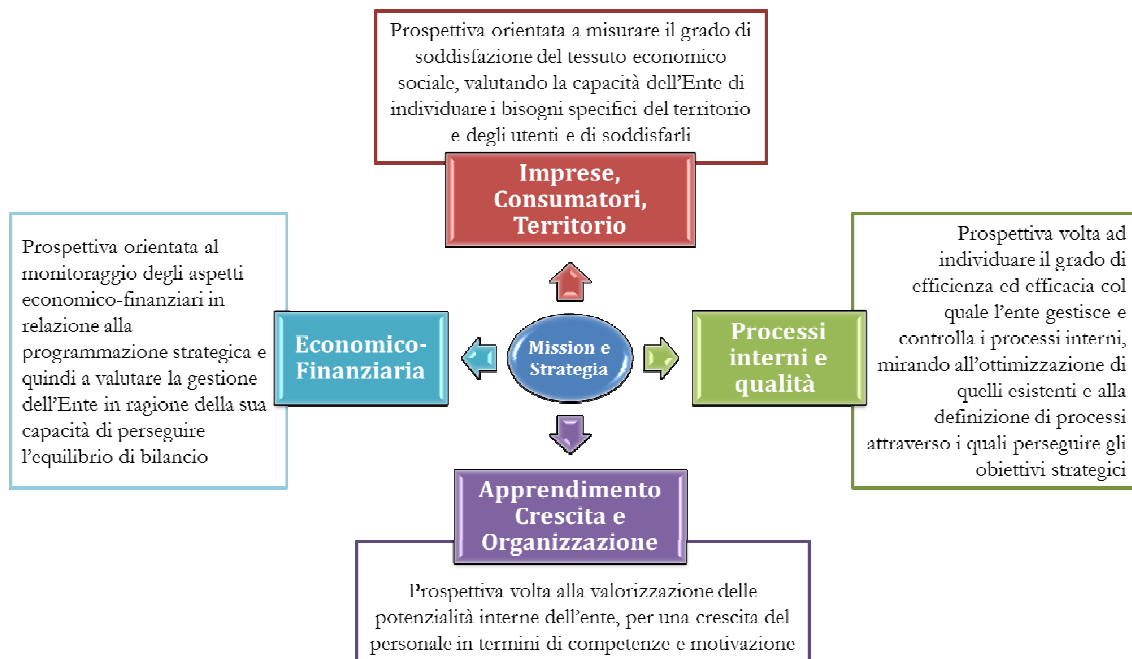 Prospettiva orientata a misurare il grado di
soddisfazione del tessuto economico
sociale, valutando la capacità dell’Ente di
individuare i bisogni specifici del territorio
e degli utenti e di soddisfarli
Imprese,
Consumatori,
Territorio
Prospettiva orientata al
monitoraggio degli aspetti
economico-finanziari in
relazione alla
programmazione strategica e
quindi a valutare la gestione
dell’Ente in ragione della sua
capacità di perseguire
l’equilibrio di bilancio
Economico-
Finanziaria
Mission e
Strategia
Processi
interni e
qualità
Prospettiva volta ad
individuare il grado di
efficienza ed efficacia col
quale l’ente gestisce e
controlla i processi interni,
mirando all’ottimizzazione di
quelli esistenti e alla
definizione di processi
attraverso i quali perseguire gli
obiettivi strategici
Apprendimento
Crescita e
Organizzazione
Prospettiva volta alla valorizzazione delle
potenzialità interne dell’ente, per una crescita del
personale in termini di competenze e motivazione